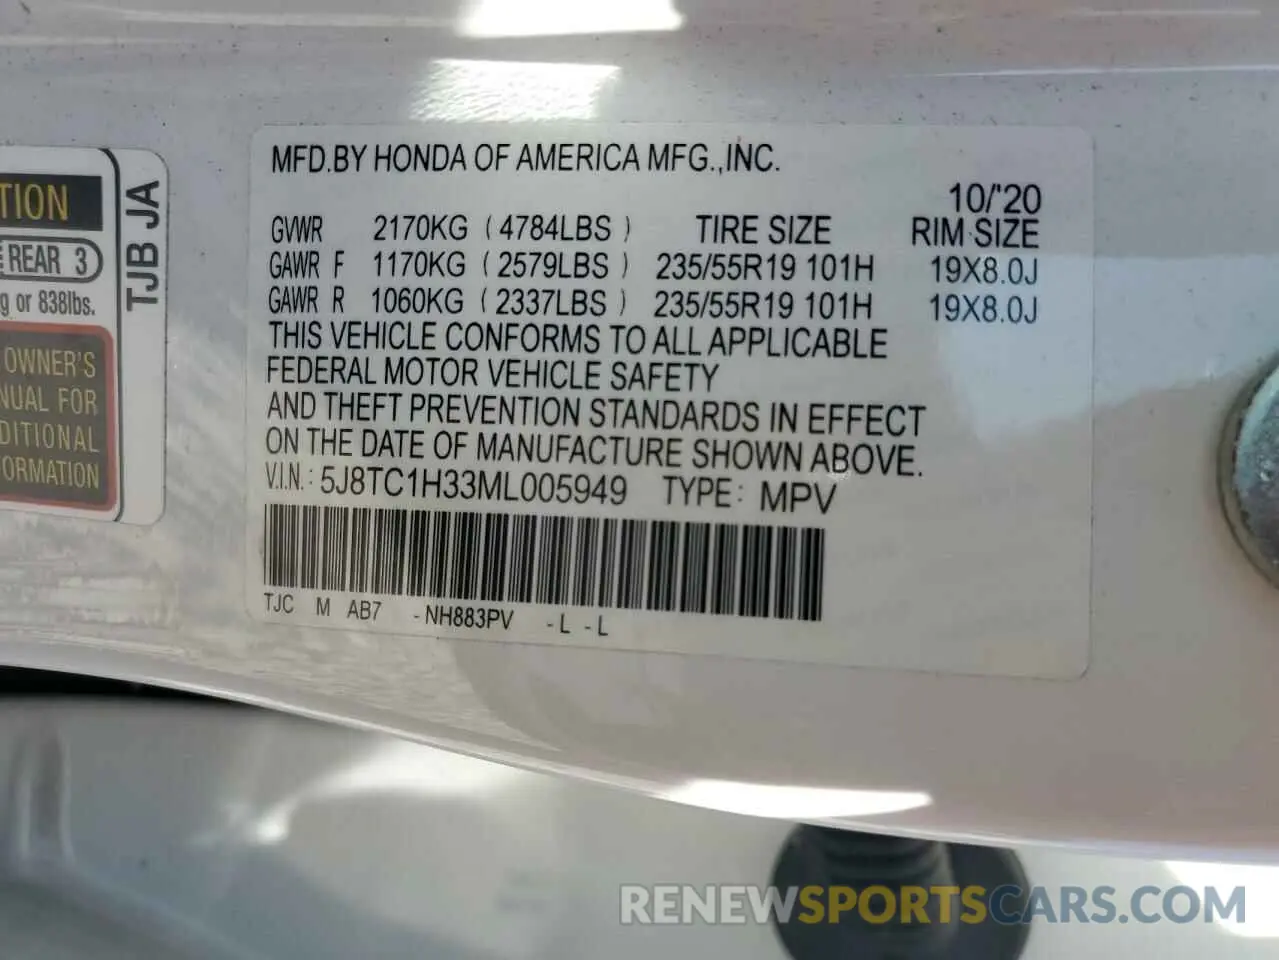 TION
REAR 3
g or 838lbs.
OWNER'S
NUAL FOR
DITIONAL
FORMATION
TJB JA
MFD.BY HONDA OF AMERICA MFG.,INC.
10/'20
GVWR 2170KG (4784LBS) TIRE SIZE RIM SIZE
GAWR F 1170KG (2579LBS) 235/55R19 101H 19X8.0J
GAWR R 1060KG (2337LBS) 235/55R19 101H 19X8.0J
THIS VEHICLE CONFORMS TO ALL APPLICABLE
FEDERAL MOTOR VEHICLE SAFETY
AND THEFT PREVENTION STANDARDS IN EFFECT
ON THE DATE OF MANUFACTURE SHOWN ABOVE.
V.I.N.: 5J8TC1H33ML005949 TYPE: MPV
TJC M AB7 -NH883PV -L -L
RENEWSPORTSCARS.COM